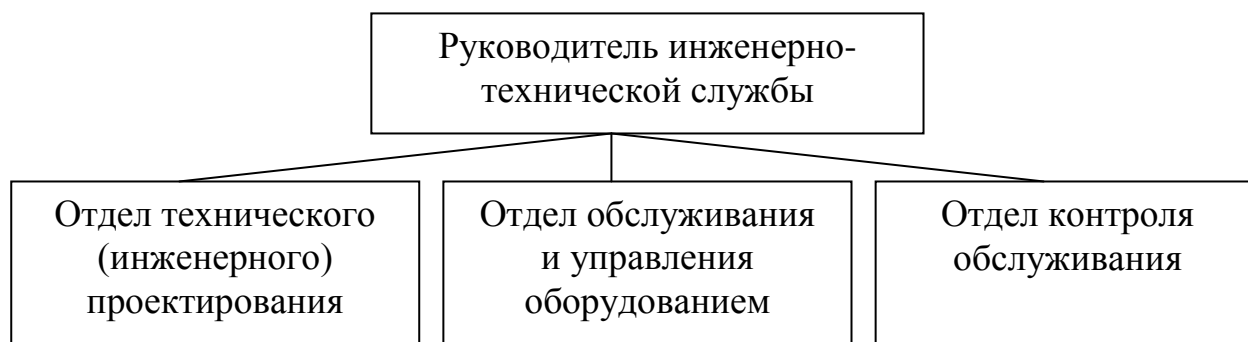 Руководитель инженерно-
технической службы
Отдел технического
(инженерного)
проектирования
Отдел обслуживания
и управления
оборудованием
Отдел контроля
обслуживания